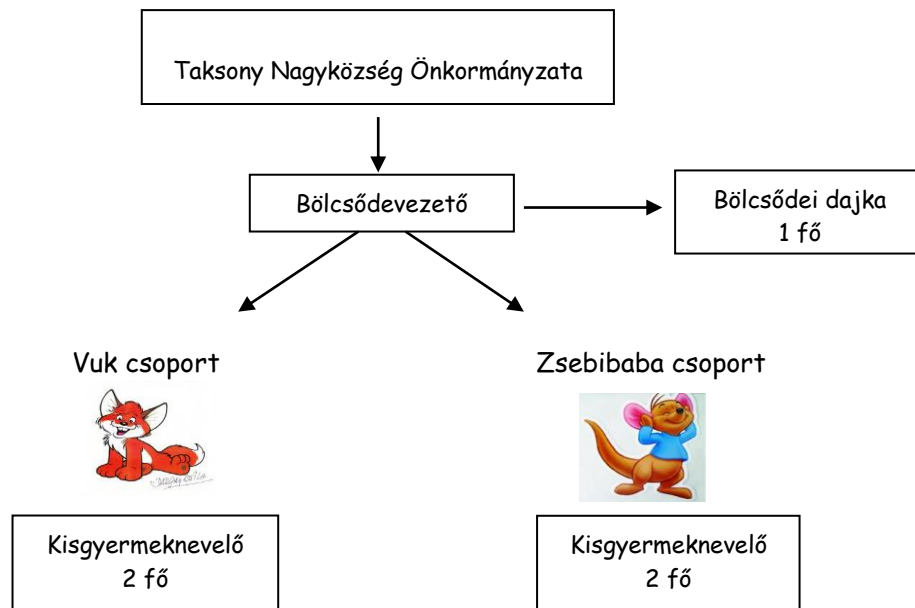 Taksony Nagyközség Önkormányzata
Bölcsődevezető
Bölcsődei dajka
1 fő
Vuk csoport
Zsebibaba csoport
Kisgyermeknevelő
2 fő
Kisgyermeknevelő
2 fő